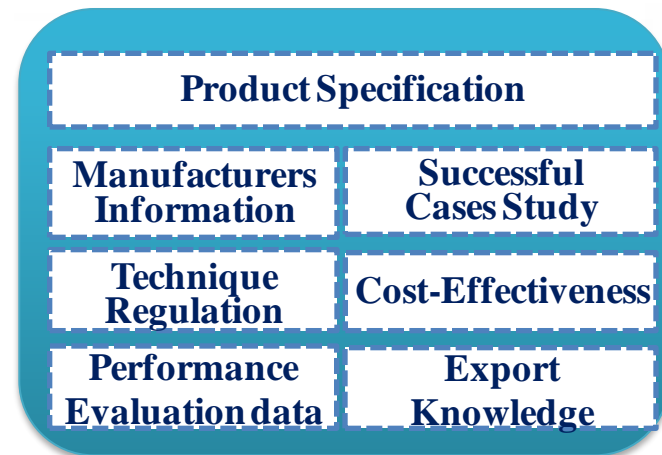 Product Specification
Manufacturers
Information
Successful
Cases Study
Technique
Regulation
Cost-Effectiveness
Performance
Evaluation data
Export
Knowledge